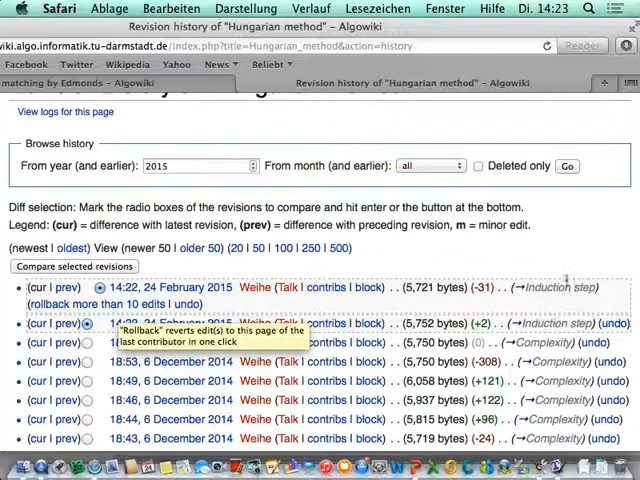 Safari Ablage Bearbeiten Darstellung Verlauf Lesezeichen Fenster Hilfe Di. 14:23
Revision history of "Hungarian method" - Algowiki
wiki.algo.informatik.tu-darmstadt.de/index.php?title=Hungarian_method&action=history Reader
Facebook Twitter Wikipedia Yahoo News Beliebt
matching by Edmonds - Algowiki Revision history of "Hungarian method" - Algowiki
View logs for this page
Browse history
From year (and earlier): 2015 From month (and earlier): all Deleted only Go
Diff selection: Mark the radio boxes of the revisions to compare and hit enter or the button at the bottom.
Legend: (cur) = difference with latest revision, (prev) = difference with preceding revision, m = minor edit.
(newest | oldest) View (newer 50 | older 50) (20 | 50 | 100 | 250 | 500)
Compare selected revisions
(cur | prev) 14:22, 24 February 2015 Weihe (Talk | contribs | block) . . (5,721 bytes) (-31) . . (→Induction step)
(rollback more than 10 edits | undo)
(cur | prev) 14:22, 24 February 2015 Weihe (Talk | contribs | block) . . (5,752 bytes) (+2) . . (→Induction step) (undo)
"Rollback" reverts edit(s) to this page of the
last contributor in one click
(cur | prev) (5,750 bytes) (0) . . (→Complexity) (undo)
(cur | prev) 18:53, 6 December 2014 Weihe (Talk | contribs | block) . . (5,750 bytes) (-308) . . (→Complexity) (undo)
(cur | prev) 18:49, 6 December 2014 Weihe (Talk | contribs | block) . . (6,058 bytes) (+121) . . (→Complexity) (undo)
(cur | prev) 18:46, 6 December 2014 Weihe (Talk | contribs | block) . . (5,937 bytes) (+122) . . (→Complexity) (undo)
(cur | prev) 18:44, 6 December 2014 Weihe (Talk | contribs | block) . . (5,815 bytes) (+96) . . (→Complexity) (undo)
(cur | prev) 18:43, 6 December 2014 Weihe (Talk | contribs | block) . . (5,719 bytes) (-24) . . (→Complexity) (undo)